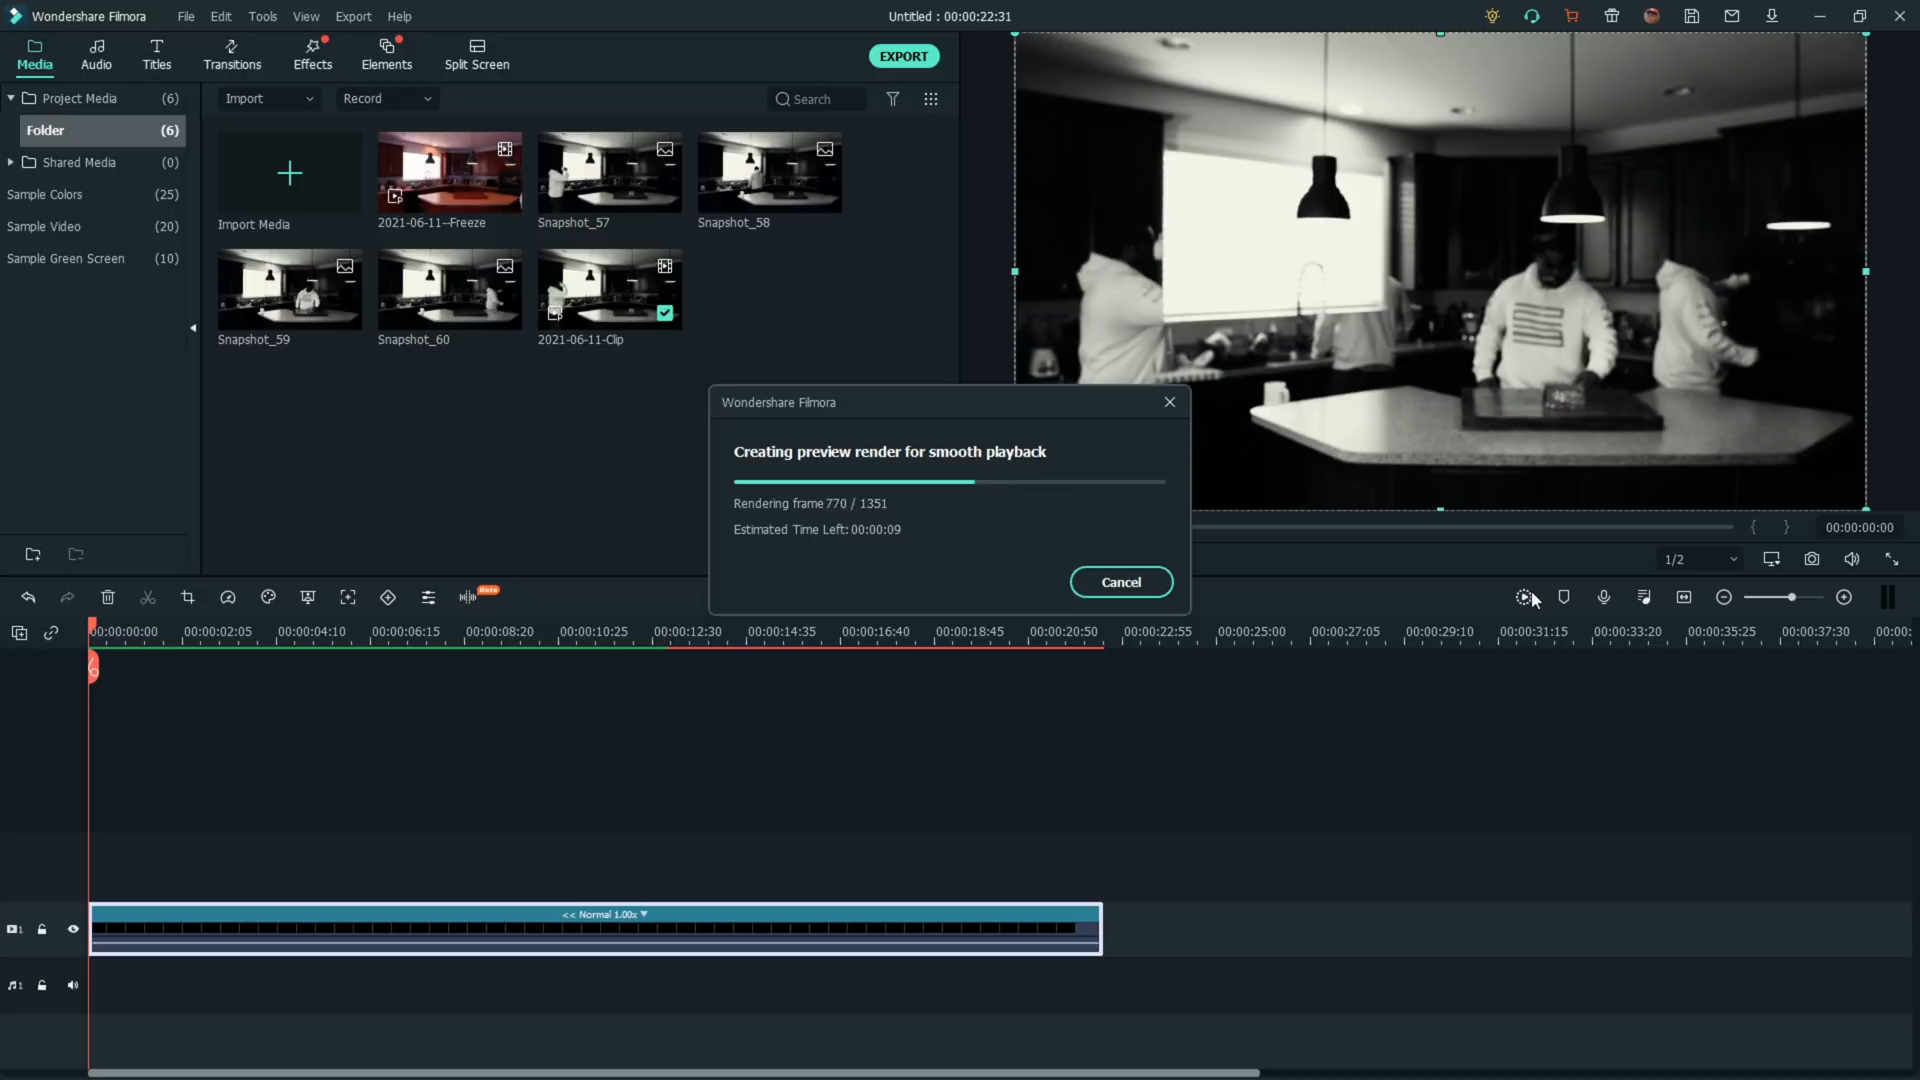 Wondershare Filmora File Edit Tools View Export Help Untitled : 00:00:22:31
Media Audio Titles Transitions Effects Elements Split Screen EXPORT
Project Media (6)
Folder (6)
Shared Media (0)
Sample Colors (25)
Sample Video (20)
Sample Green Screen (10)
Import Record Search
Import Media 2021-06-11--Freeze Snapshot_57 Snapshot_58
Snapshot_59 Snapshot_60 2021-06-11-Clip
Wondershare Filmora
Creating preview render for smooth playback
Rendering frame 770 / 1351
Estimated Time Left: 00:00:09
Cancel
{ } 00:00:00:00
1/2
Beta
00:00:00:00 00:00:02:05 00:00:04:10 00:00:06:15 00:00:08:20 00:00:10:25 00:00:12:30 00:00:14:35 00:00:16:40 00:00:18:45 00:00:20:50 00:00:22:55 00:00:25:00 00:00:27:05 00:00:29:10 00:00:31:15 00:00:33:20 00:00:35:25 00:00:37:30 00:00:
<< Normal 1.00x
1
1